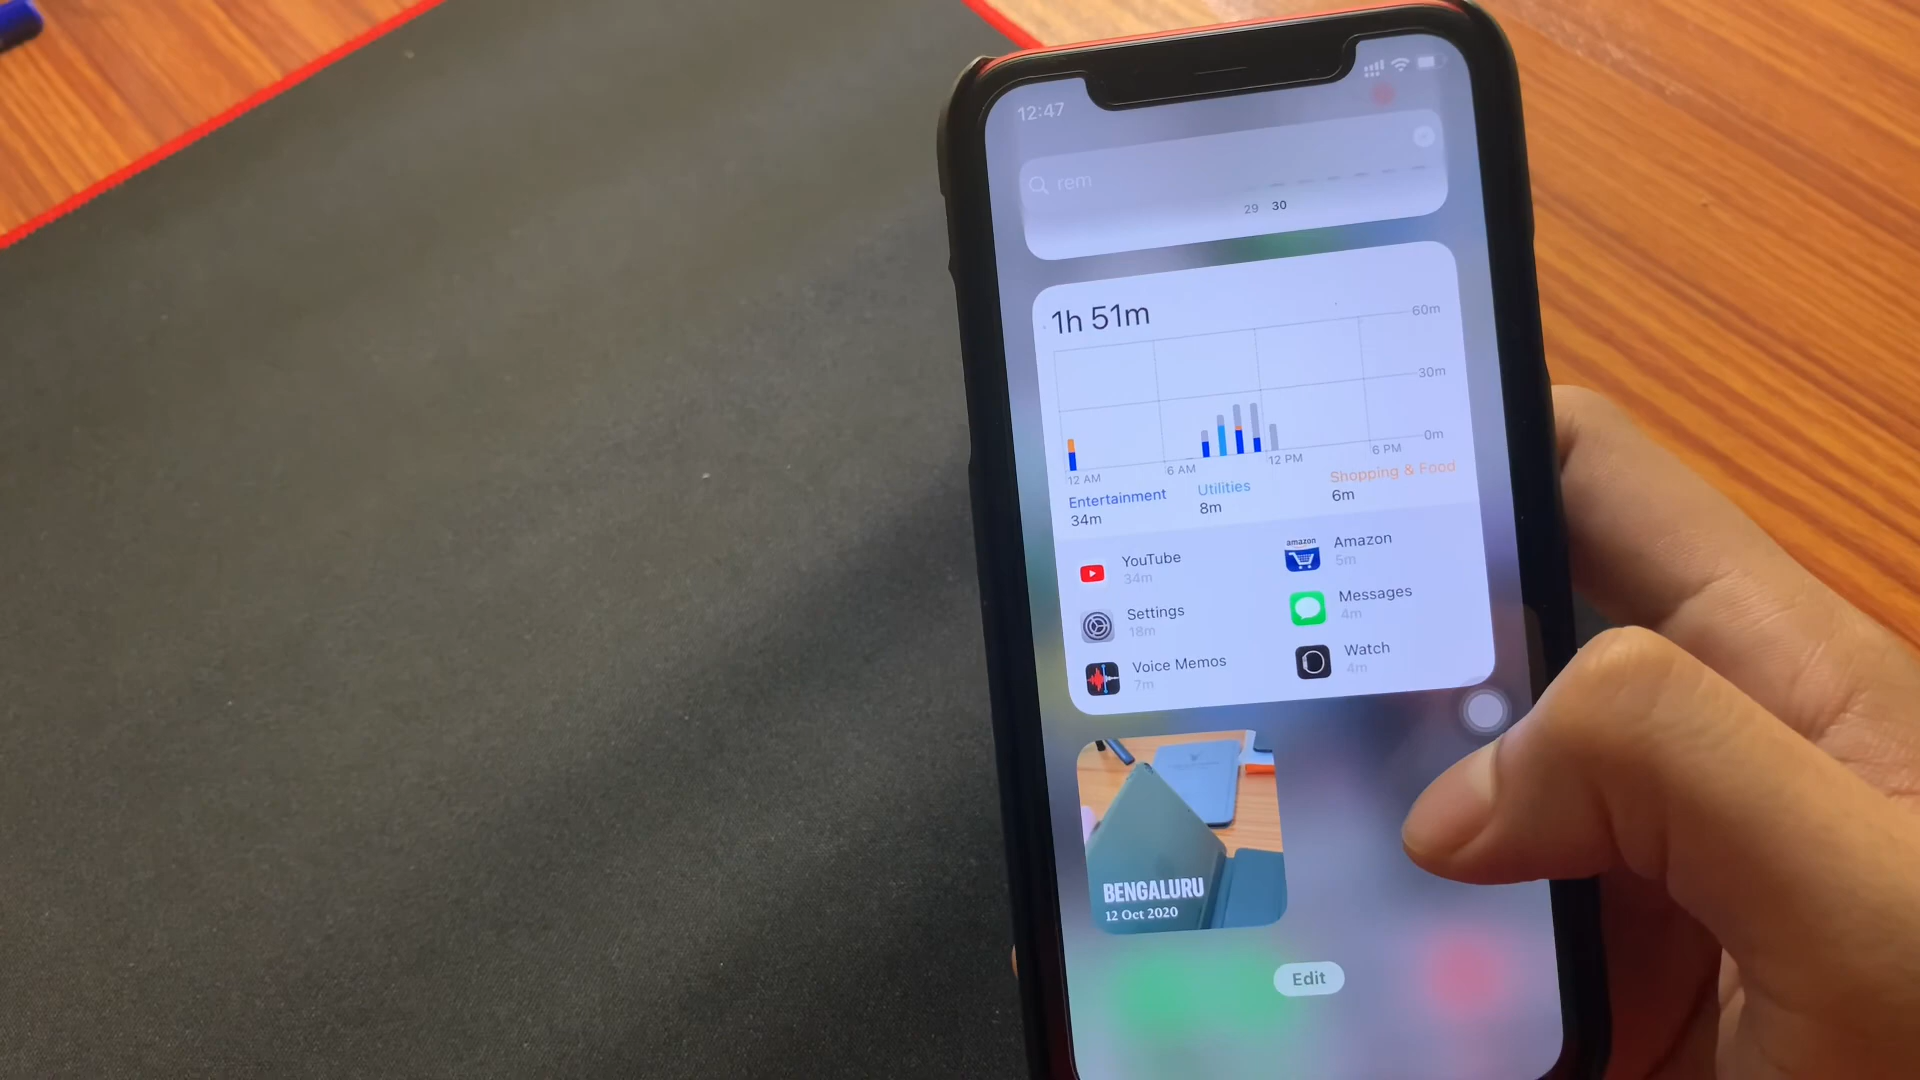 12:47
rem
29 30
1h 51m
60m
30m
0m
12 AM
6 AM
12 PM
6 PM
Entertainment
34m
Utilities
8m
Shopping & Food
6m
YouTube
34m
amazon
Amazon
5m
Settings
18m
Messages
4m
Voice Memos
7m
Watch
4m
BENGALURU
12 Oct 2020
Edit